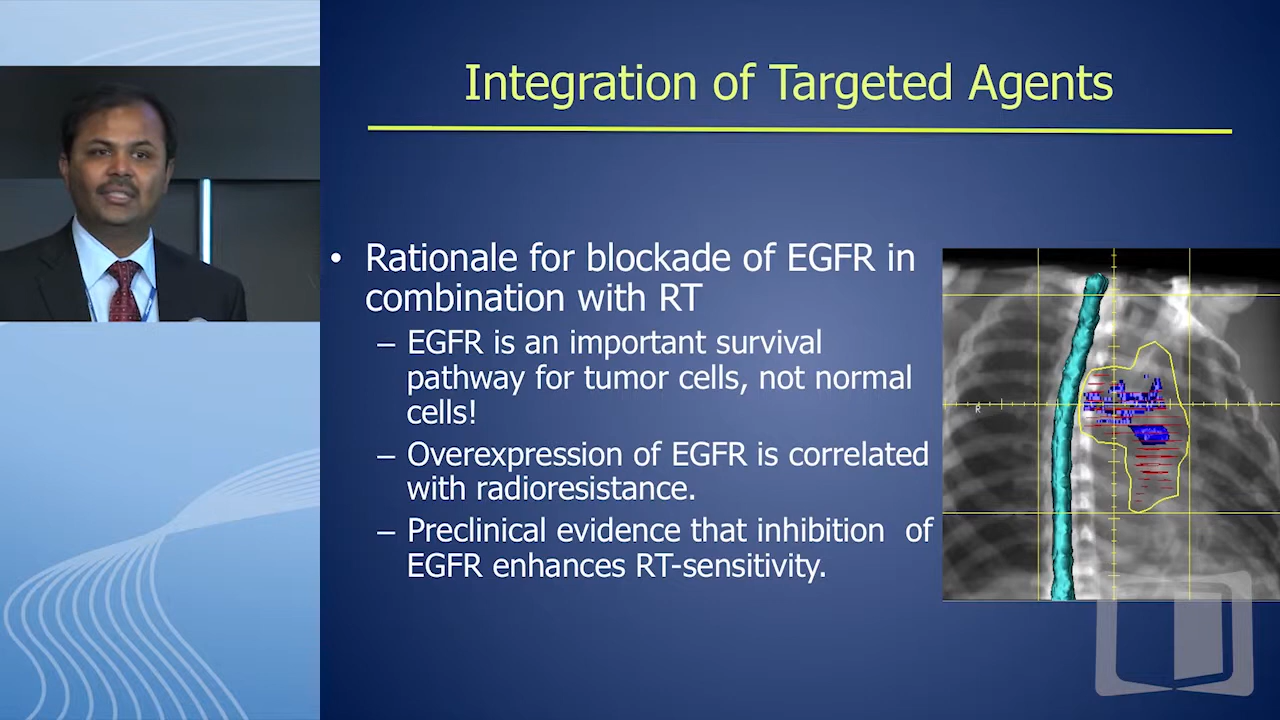 Integration of Targeted Agents
• Rationale for blockade of EGFR in
combination with RT
– EGFR is an important survival
pathway for tumor cells, not normal
cells!
– Overexpression of EGFR is correlated
with radioresistance.
– Preclinical evidence that inhibition of
EGFR enhances RT-sensitivity.
R